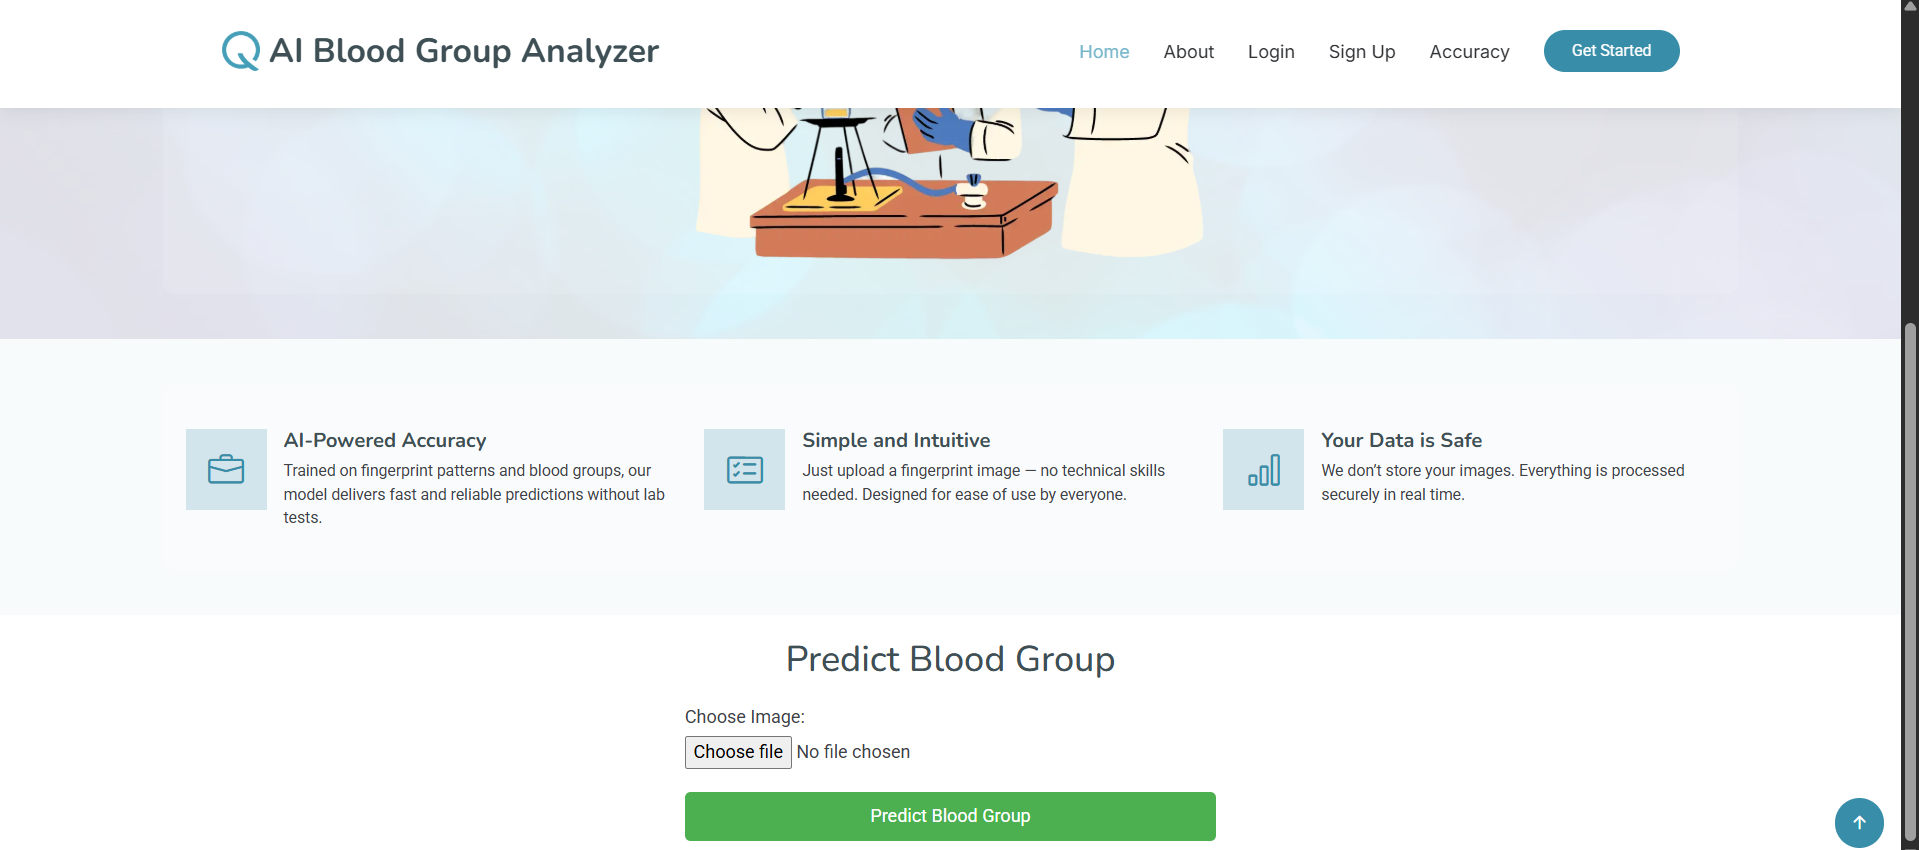 AI Blood Group Analyzer
Home About Login Sign Up Accuracy Get Started
AI-Powered Accuracy
Trained on fingerprint patterns and blood groups, our
model delivers fast and reliable predictions without lab
tests.
Simple and Intuitive
Just upload a fingerprint image — no technical skills
needed. Designed for ease of use by everyone.
Your Data is Safe
We don’t store your images. Everything is processed
securely in real time.
Predict Blood Group
Choose Image:
Choose file No file chosen
Predict Blood Group